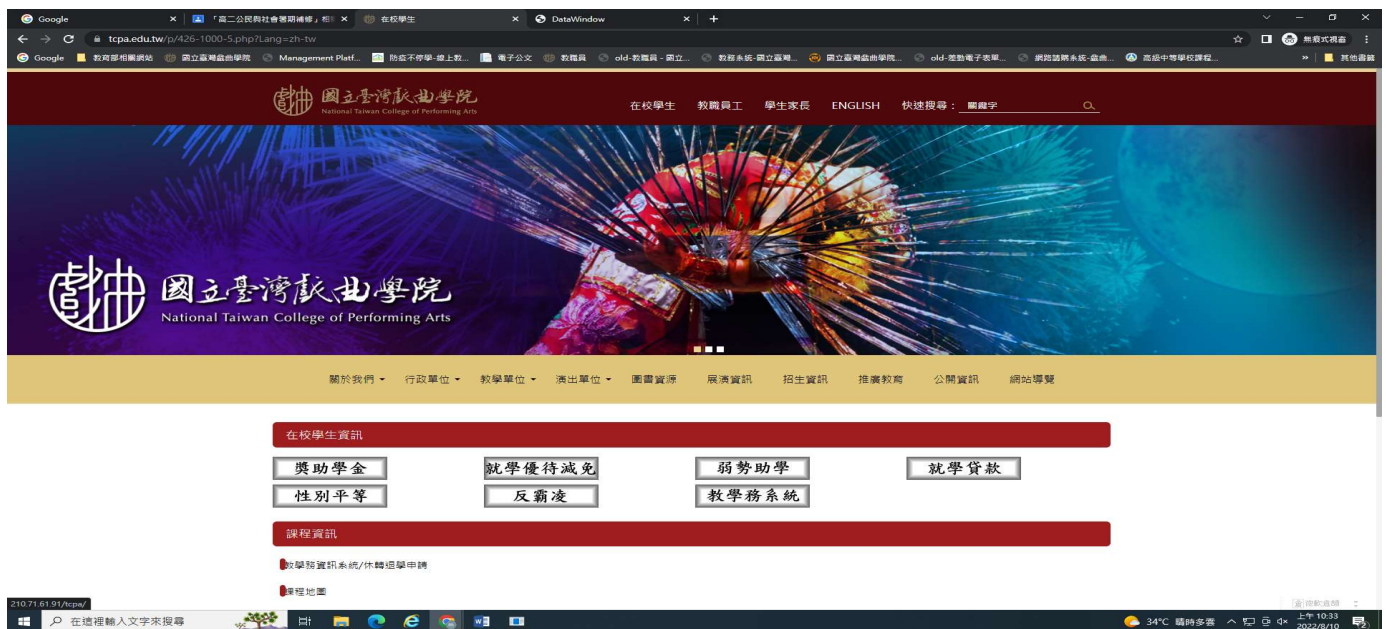 Google
「高二公民與社會暑期補修」相
在校學生
DataWindow
tcpa.edu.tw/p/426-1000-5.php?Lang=zh-tw
無痕式視窗
Google
教育部相關網站
國立臺灣戲曲學院
Management Platf...
防疫不停學-線上教...
電子公文
教職員
old-教職員 - 國立...
教務系統-國立臺灣...
國立臺灣戲曲學院...
old-差勤電子表單...
網路請購系統-戲曲...
高級中等學校課程...
»
其他書籤
國立臺灣戲曲學院
National Taiwan College of Performing Arts
在校學生 教職員工 學生家長 ENGLISH 快速搜尋： 關鍵字
國立臺灣戲曲學院
National Taiwan College of Performing Arts
關於我們 行政單位 教學單位 演出單位 圖書資源 展演資訊 招生資訊 推廣教育 公開資訊 網站導覽
在校學生資訊
獎助學金 就學優待減免 弱勢助學 就學貸款
性別平等 反霸凌 教學務系統
課程資訊
教學務資訊系統/休轉退學申請
課程地圖
210.71.61.91/tcpa/
在這裡輸入文字來搜尋
34°C 晴時多雲
上午 10:33
2022/8/10